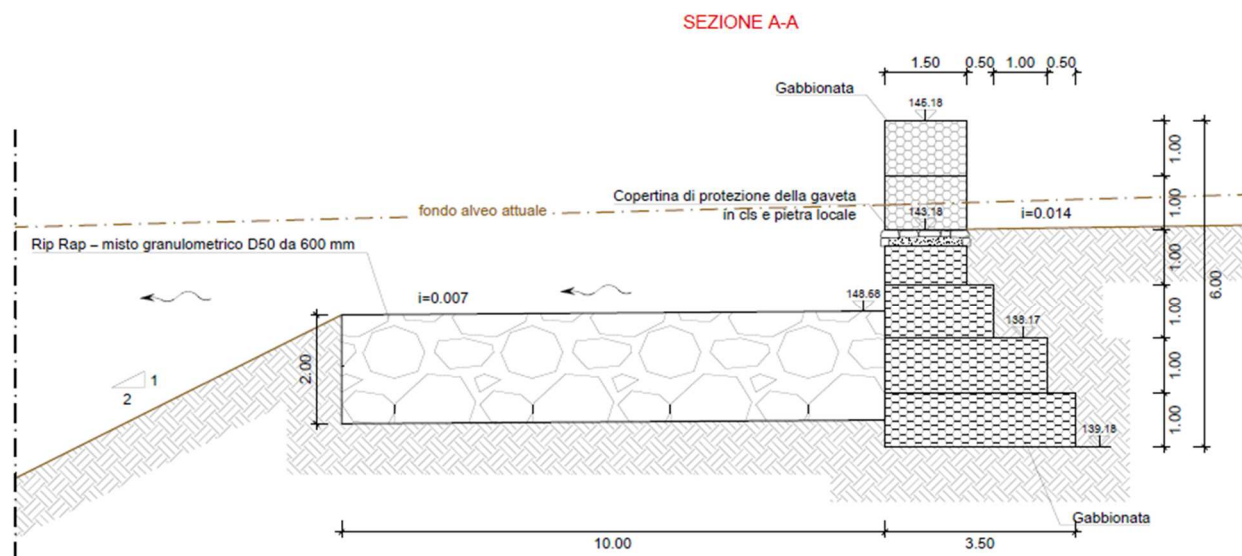 SEZIONE A-A
1.50
0.50
1.00
0.50
Gabbionata
145.18
1.00
Copertina di protezione della gaveta
in cls e pietra locale
fondo alveo attuale
143.18
i=0.014
1.00
Rip Rap – misto granulometrico D50 da 600 mm
1.00
6.00
i=0.007
148.68
1.00
138.17
2.00
1
2
1.00
1.00
139.18
Gabbionata
10.00
3.50